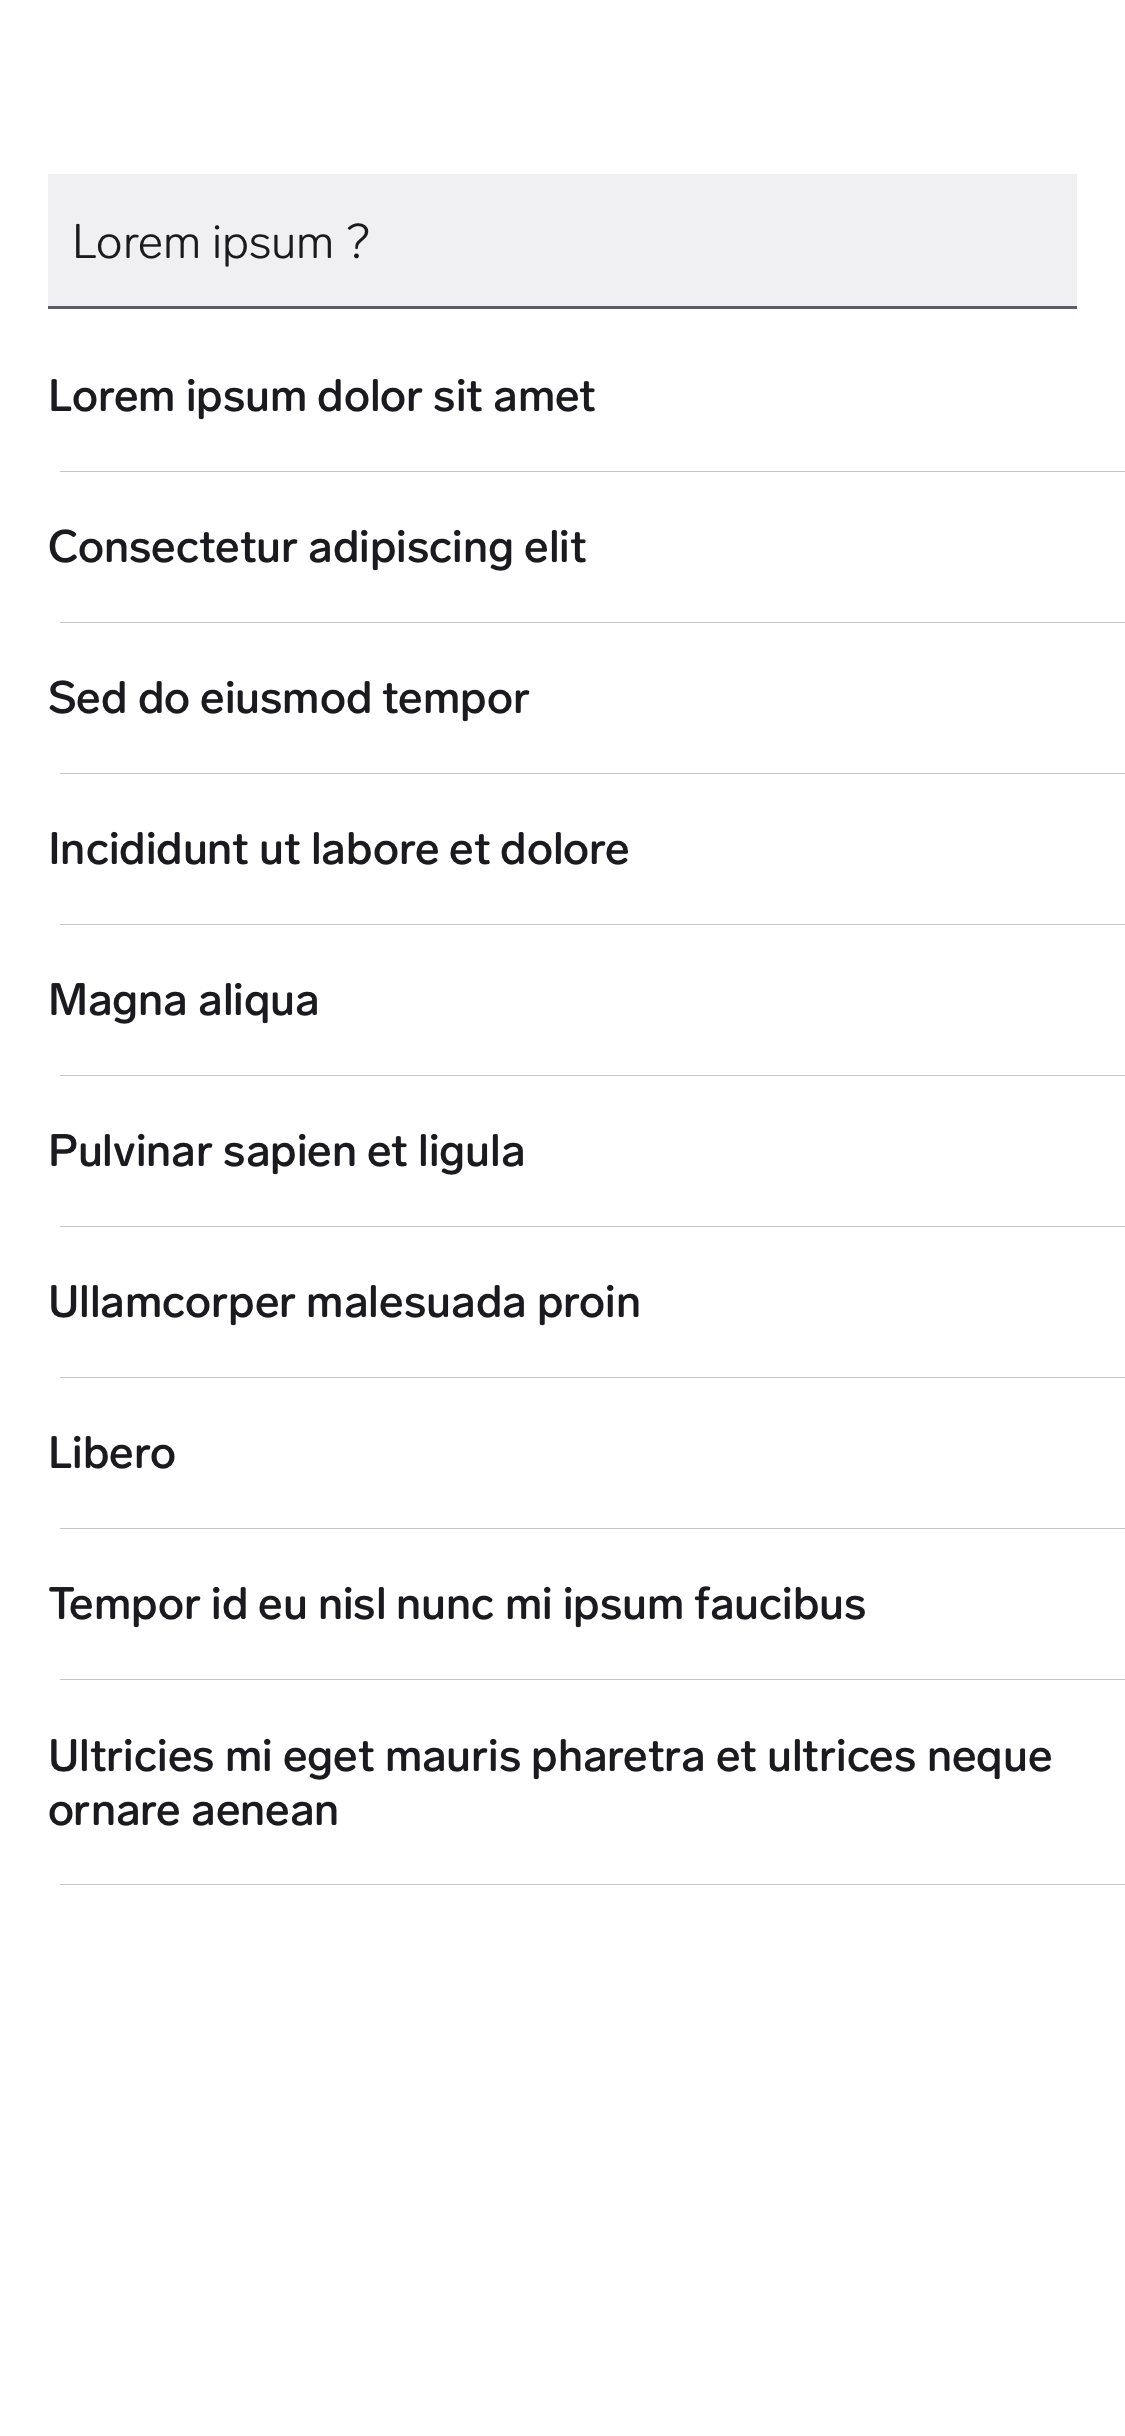 Lorem ipsum ?
Lorem ipsum dolor sit amet
Consectetur adipiscing elit
Sed do eiusmod tempor
Incididunt ut labore et dolore
Magna aliqua
Pulvinar sapien et ligula
Ullamcorper malesuada proin
Libero
Tempor id eu nisl nunc mi ipsum faucibus
Ultricies mi eget mauris pharetra et ultrices neque
ornare aenean